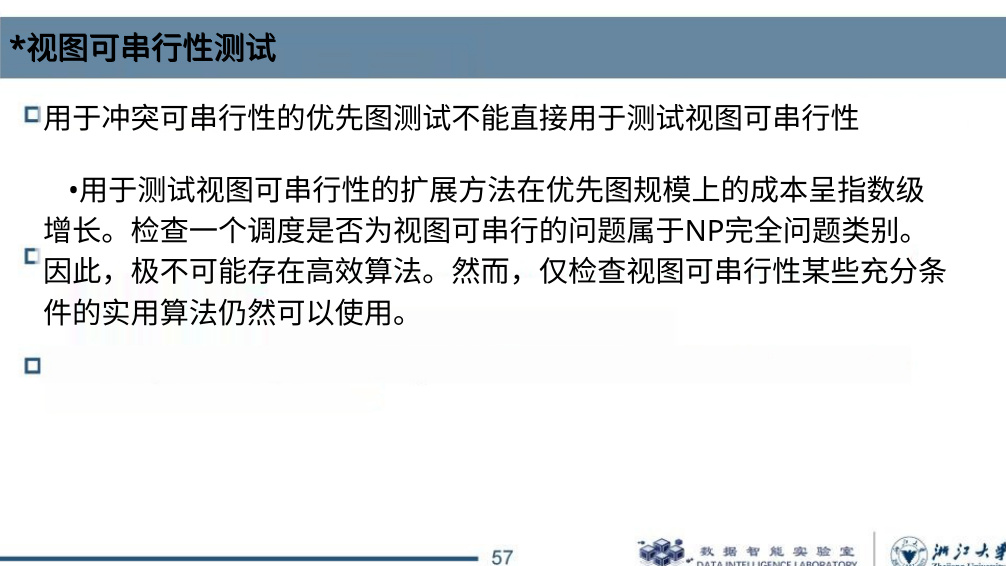 *视图可串行性测试
用于冲突可串行性的优先图测试不能直接用于测试视图可串行性
•用于测试视图可串行性的扩展方法在优先图规模上的成本呈指数级
增长。检查一个调度是否为视图可串行的问题属于NP完全问题类别。
因此，极不可能存在高效算法。然而，仅检查视图可串行性某些充分条
件的实用算法仍然可以使用。
57
数据智能实验室
DATA INTELLIGENCE LABORATORY
浙江大学
Zhejiang University